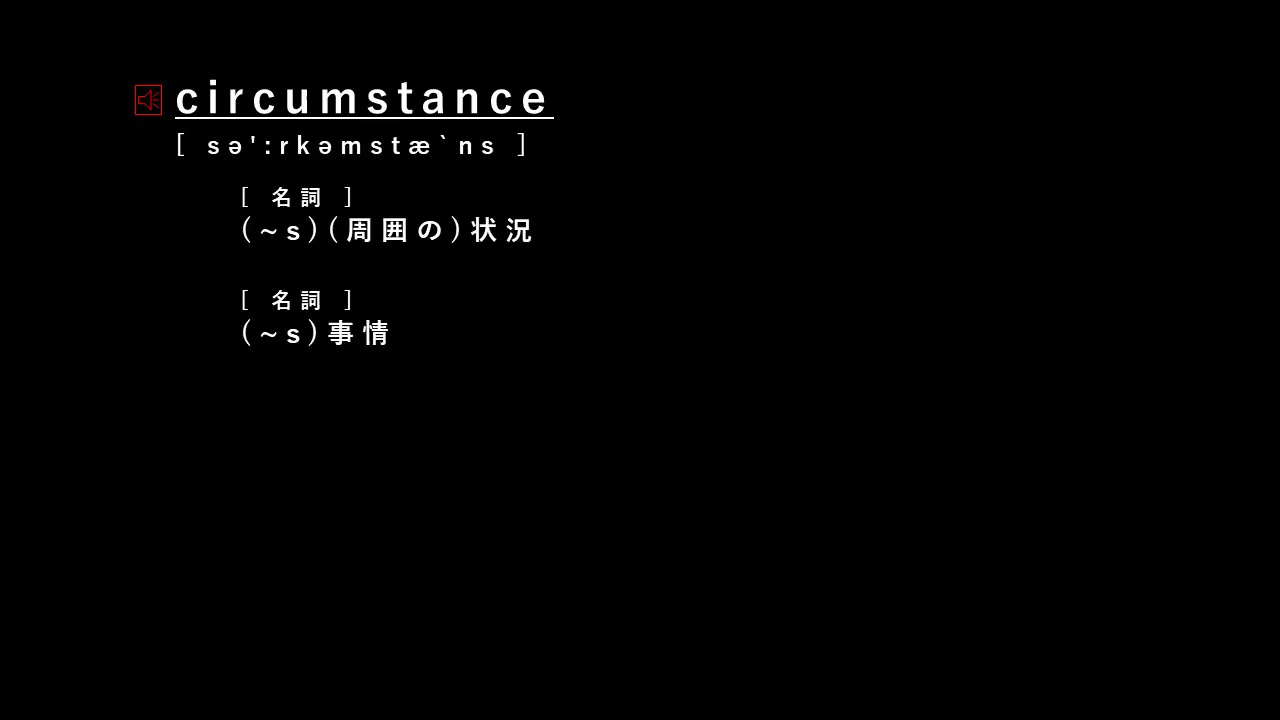 circumstance
[ sə':rkəmstæ`ns ]
[ 名詞 ]
(~s)(周囲の)状況
[ 名詞 ]
(~s)事情